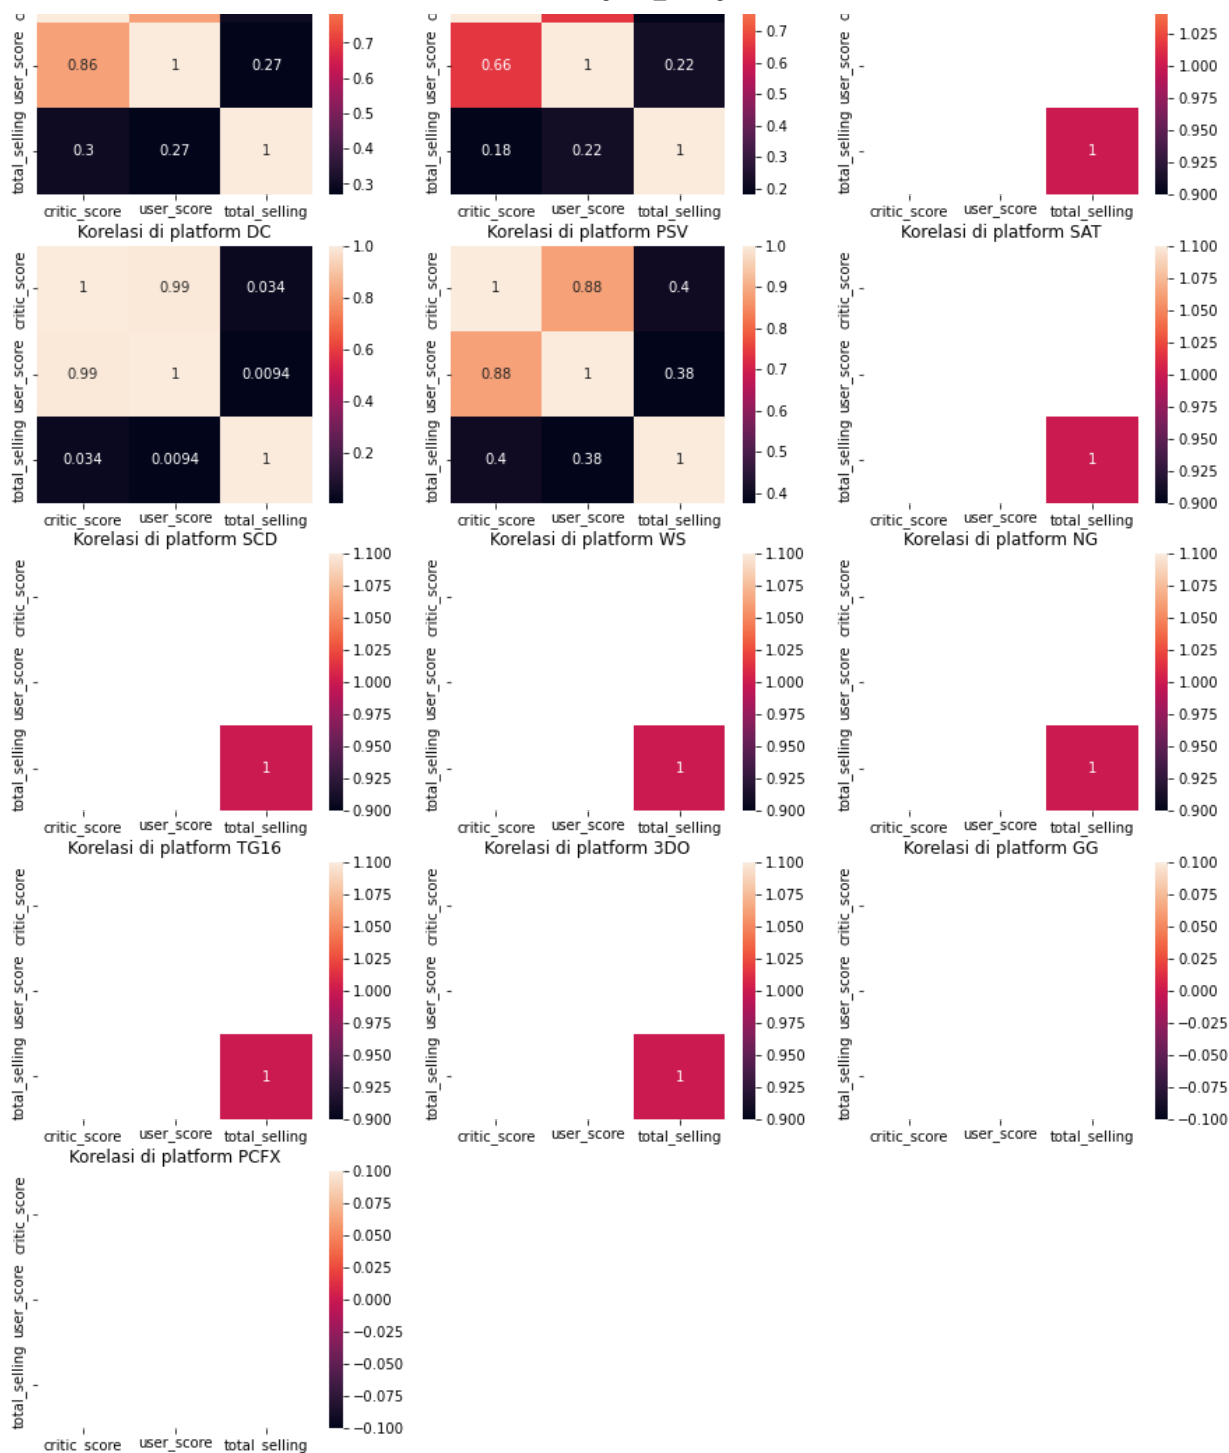 c
0.7
0.6
0.5
0.4
0.3
user_score
total_selling
0.86 1 0.27
0.3 0.27 1
critic_score user_score total_selling
0.7
0.6
0.5
0.4
0.3
0.2
user_score
total_selling
0.66 1 0.22
0.18 0.22 1
critic_score user_score total_selling
1.025
1.000
0.975
0.950
0.925
0.900
user_score
total_selling
1
critic_score user_score total_selling
Korelasi di platform DC
1.0
0.8
0.6
0.4
0.2
critic_score
user_score
total_selling
1 0.99 0.034
0.99 1 0.0094
0.034 0.0094 1
critic_score user_score total_selling
Korelasi di platform PSV
1.0
0.9
0.8
0.7
0.6
0.5
0.4
critic_score
user_score
total_selling
1 0.88 0.4
0.88 1 0.38
0.4 0.38 1
critic_score user_score total_selling
Korelasi di platform SAT
1.100
1.075
1.050
1.025
1.000
0.975
0.950
0.925
0.900
critic_score
user_score
total_selling
1
critic_score user_score total_selling
Korelasi di platform SCD
1.100
1.075
1.050
1.025
1.000
0.975
0.950
0.925
0.900
critic_score
user_score
total_selling
1
critic_score user_score total_selling
Korelasi di platform WS
1.100
1.075
1.050
1.025
1.000
0.975
0.950
0.925
0.900
critic_score
user_score
total_selling
1
critic_score user_score total_selling
Korelasi di platform NG
1.100
1.075
1.050
1.025
1.000
0.975
0.950
0.925
0.900
critic_score
user_score
total_selling
1
critic_score user_score total_selling
Korelasi di platform TG16
1.100
1.075
1.050
1.025
1.000
0.975
0.950
0.925
0.900
critic_score
user_score
total_selling
1
critic_score user_score total_selling
Korelasi di platform 3DO
1.100
1.075
1.050
1.025
1.000
0.975
0.950
0.925
0.900
critic_score
user_score
total_selling
1
critic_score user_score total_selling
Korelasi di platform GG
0.100
0.075
0.050
0.025
0.000
−0.025
−0.050
−0.075
−0.100
critic_score
user_score
total_selling
critic_score user_score total_selling
Korelasi di platform PCFX
0.100
0.075
0.050
0.025
0.000
−0.025
−0.050
−0.075
−0.100
critic_score
user_score
total_selling
critic_score user_score total_selling